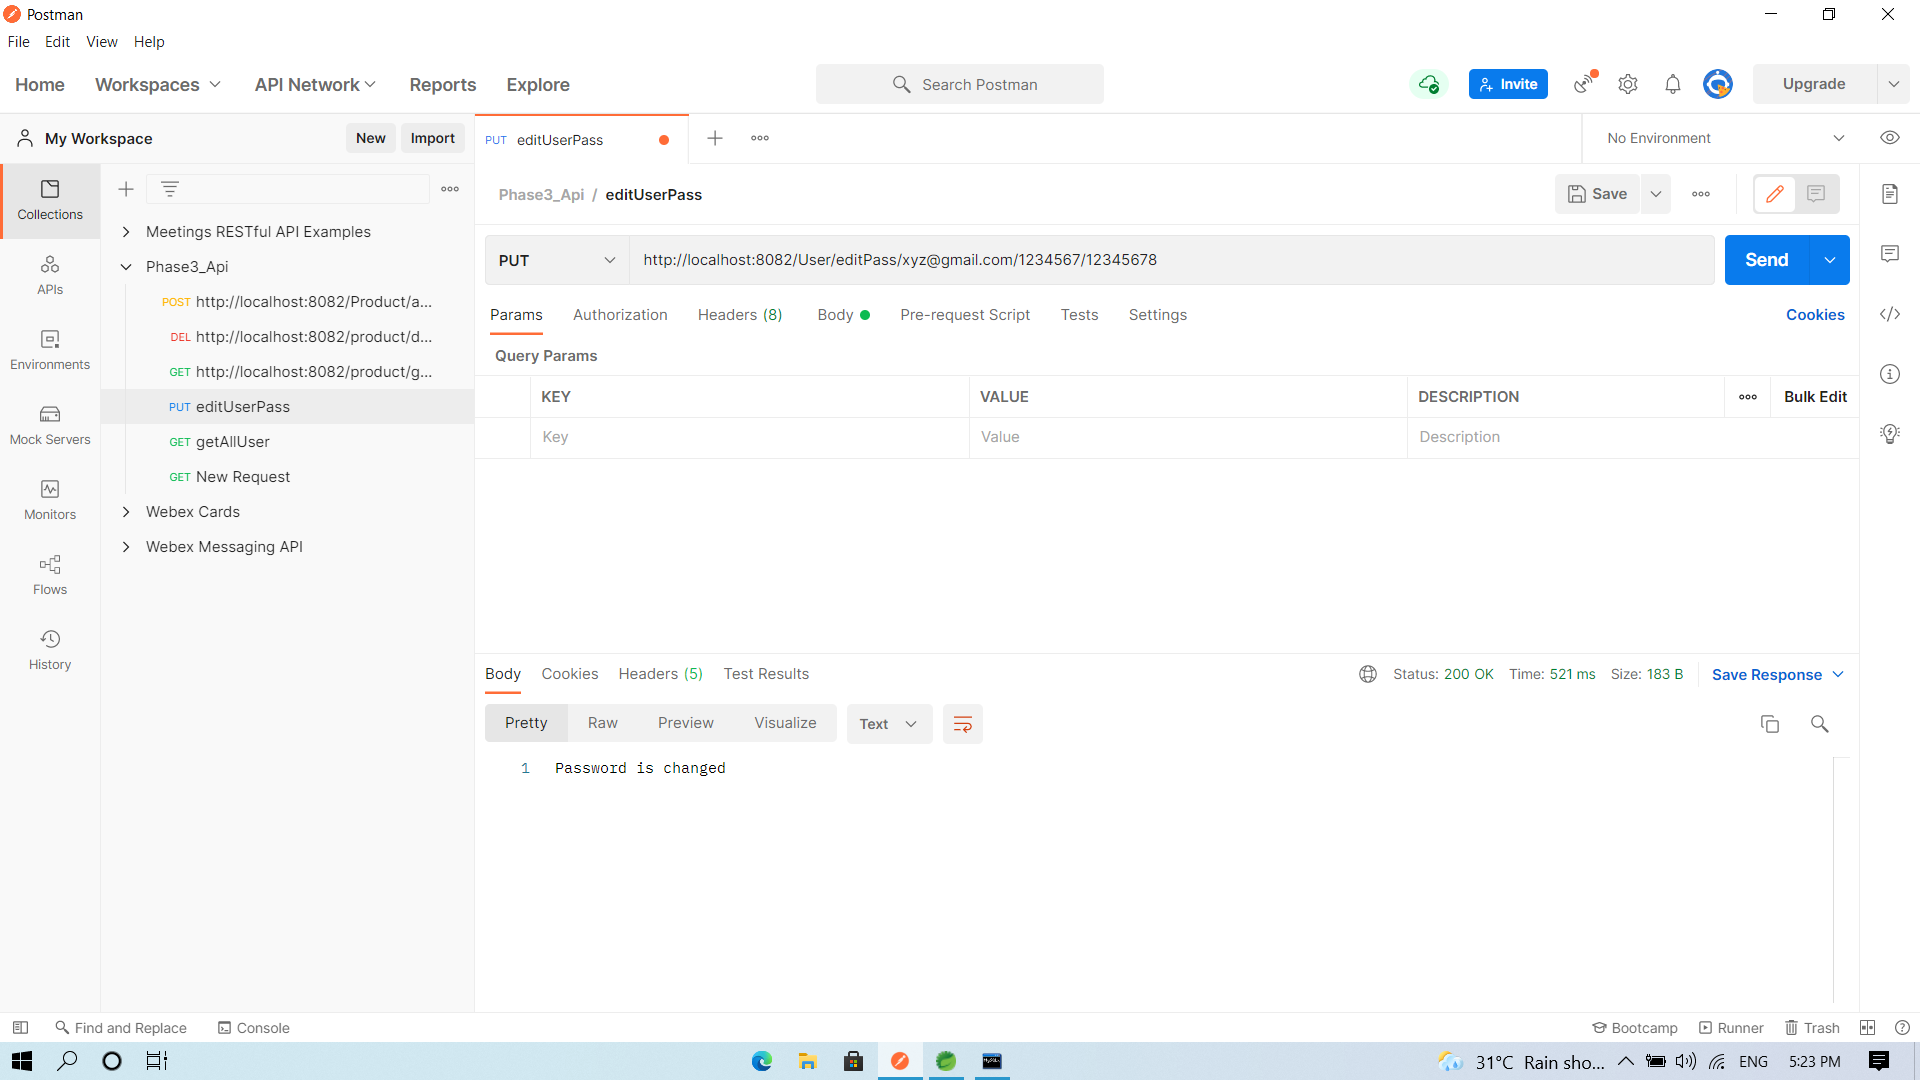 Postman
File Edit View Help
Home Workspaces API Network Reports Explore
Search Postman
Invite
Upgrade
My Workspace
New Import
PUT editUserPass
No Environment
Collections
APIs
Environments
Mock Servers
Monitors
Flows
History
Meetings RESTful API Examples
Phase3_Api
POST http://localhost:8082/Product/a...
DEL http://localhost:8082/product/d...
GET http://localhost:8082/product/g...
PUT editUserPass
GET getAllUser
GET New Request
Webex Cards
Webex Messaging API
Phase3_Api / editUserPass
Save
PUT http://localhost:8082/User/editPass/xyz@gmail.com/1234567/12345678
Send
Params Authorization Headers (8) Body Pre-request Script Tests Settings
Cookies
Query Params
KEY VALUE DESCRIPTION Bulk Edit
Key Value Description
Body Cookies Headers (5) Test Results
Status: 200 OK Time: 521 ms Size: 183 B Save Response
Pretty Raw Preview Visualize Text
1 Password is changed
Find and Replace Console
Bootcamp Runner Trash
31°C Rain sho... ENG 5:23 PM